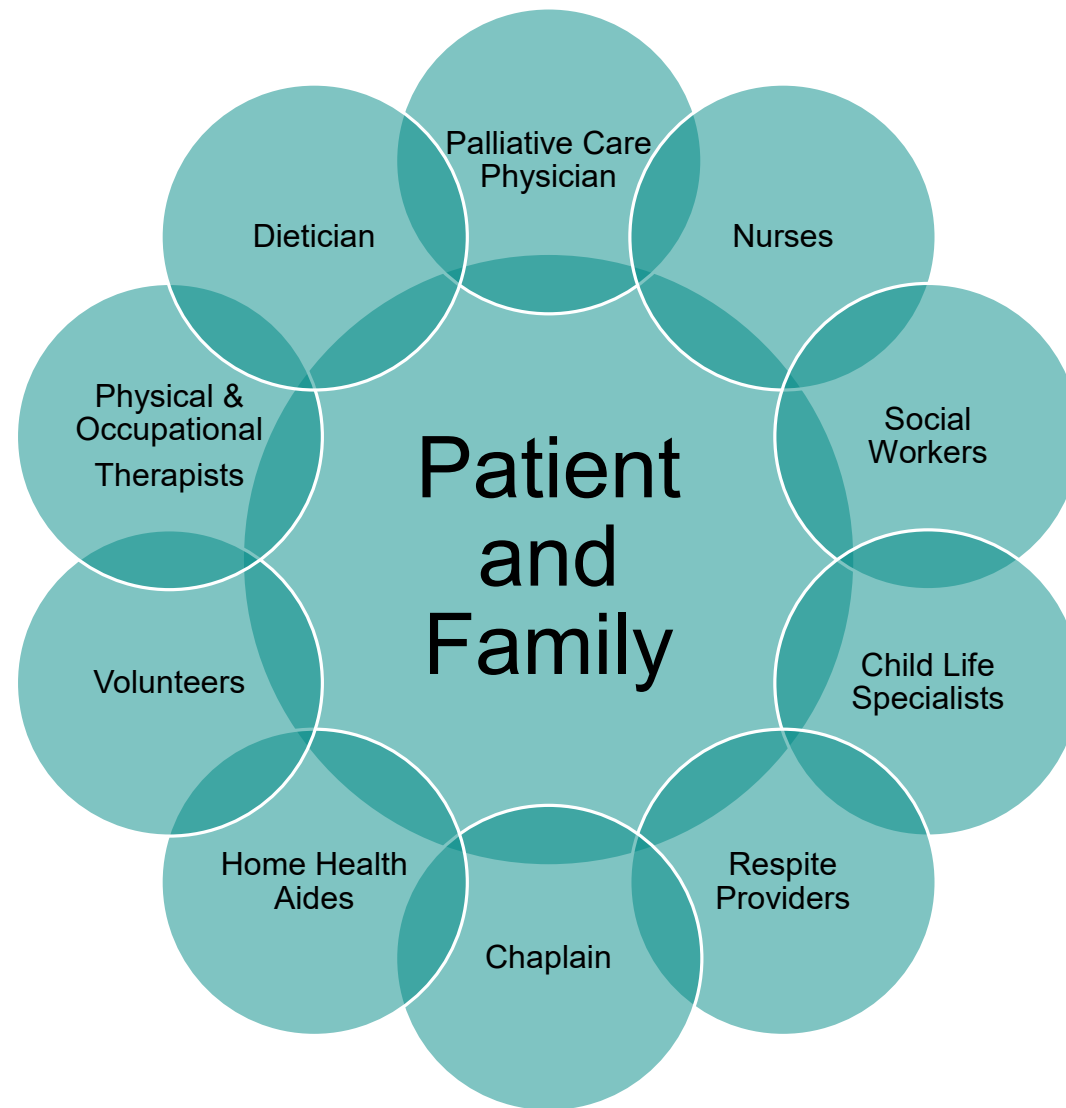 Palliative Care
Physician
Nurses
Social
Workers
Child Life
Specialists
Respite
Providers
Chaplain
Home Health
Aides
Volunteers
Physical &
Occupational
Therapists
Dietician
Patient
and
Family